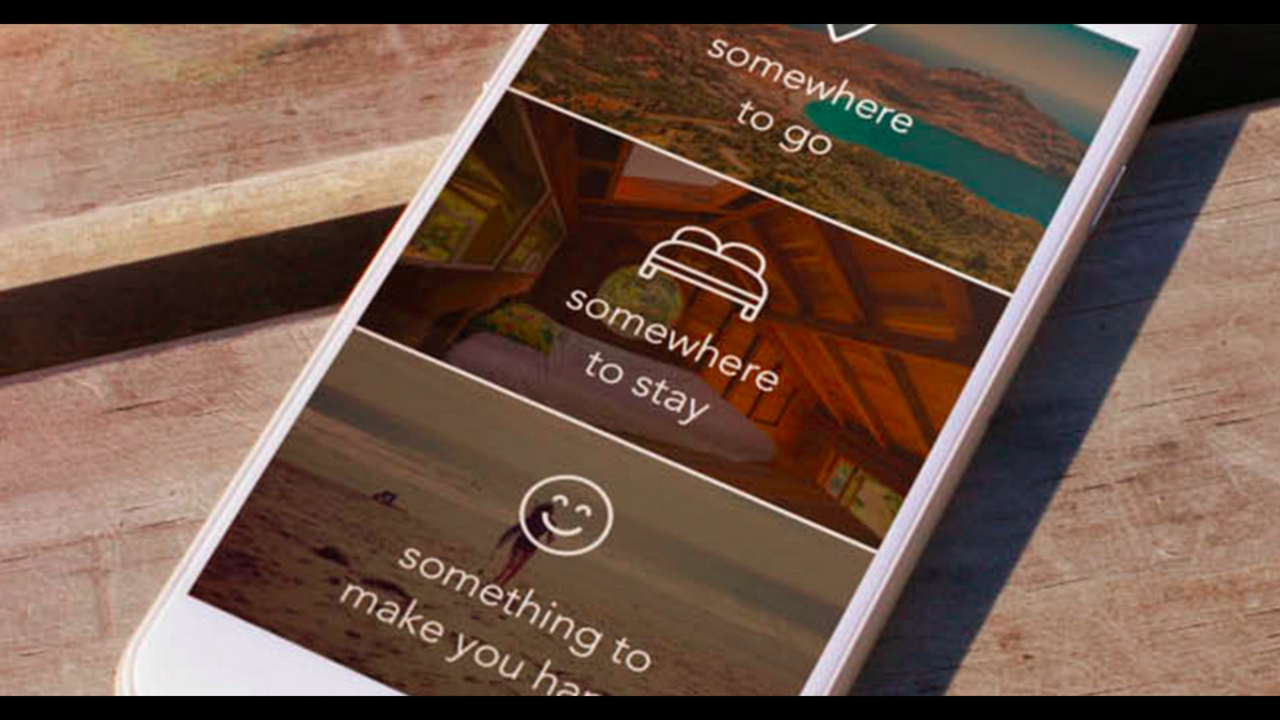 somewhere
to go
somewhere
to stay
something to
make you